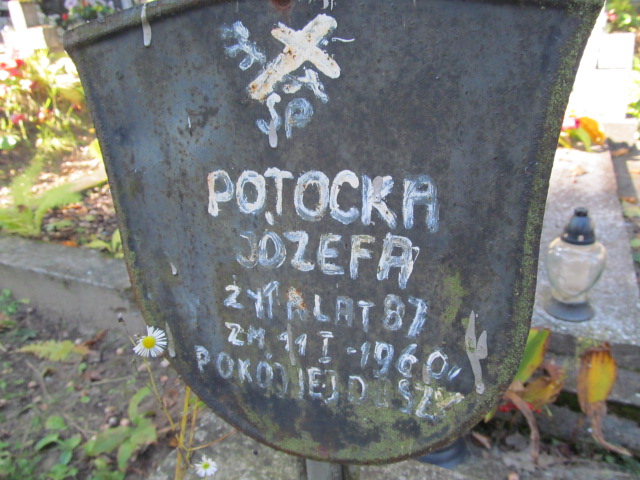 ŚP
POTOCKA
JÓZEFA
ŻYŁA LAT 87
ZM. 11 I - 1960.
POKÓJ JEJ DUSZY